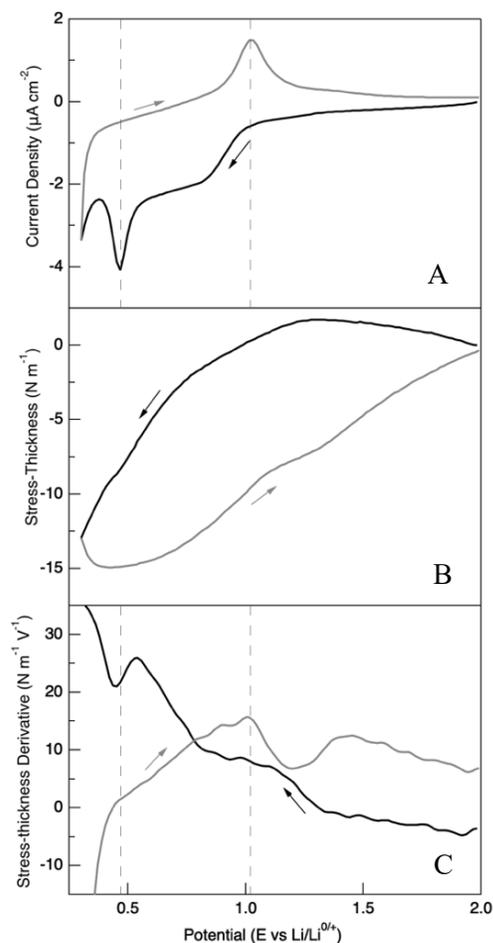 2
0
-2
-4
Current Density (µA cm-2)
A
0
-5
-10
-15
Stress-Thickness (N m-1)
B
30
20
10
0
-10
Stress-thickness Derivative (N m-1 V-1)
C
0.5 1.0 1.5 2.0
Potential (E vs Li/Li0/+)